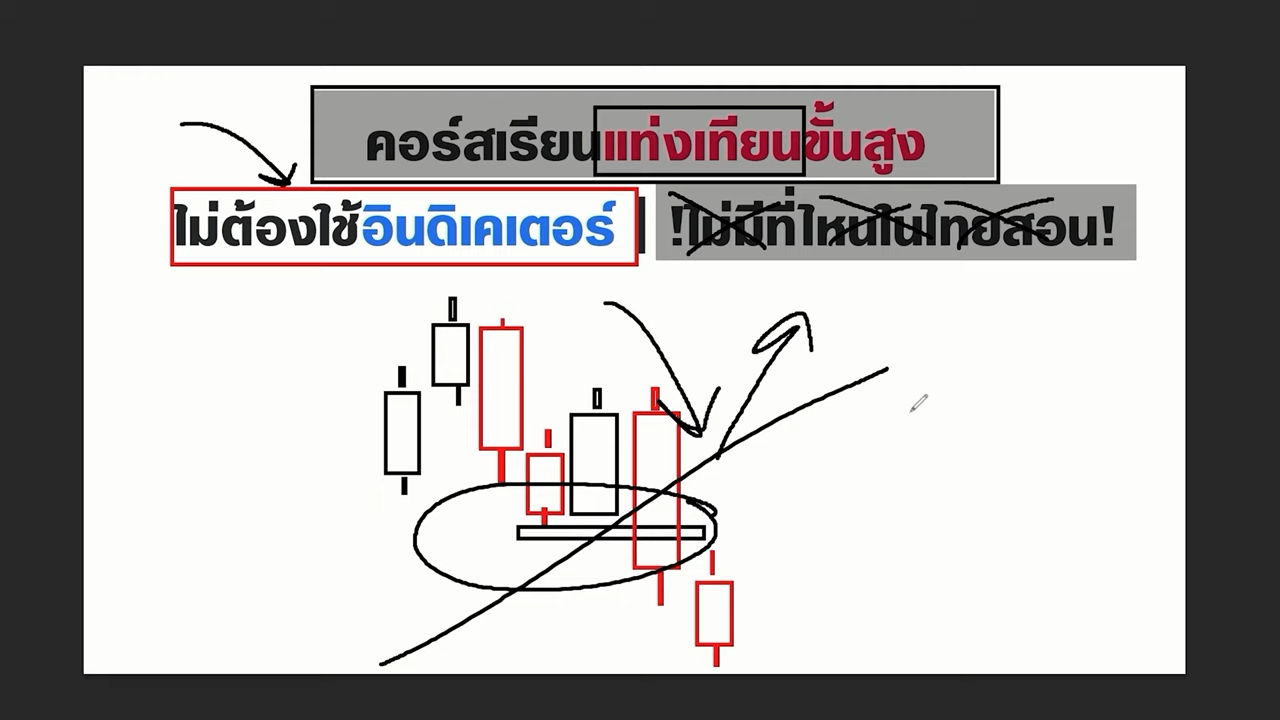 คอร์สเรียนแท่งเทียนขั้นสูง
ไม่ต้องใช้อินดิเคเตอร์ | !ไม่มีที่ไหนในไทยสอน!